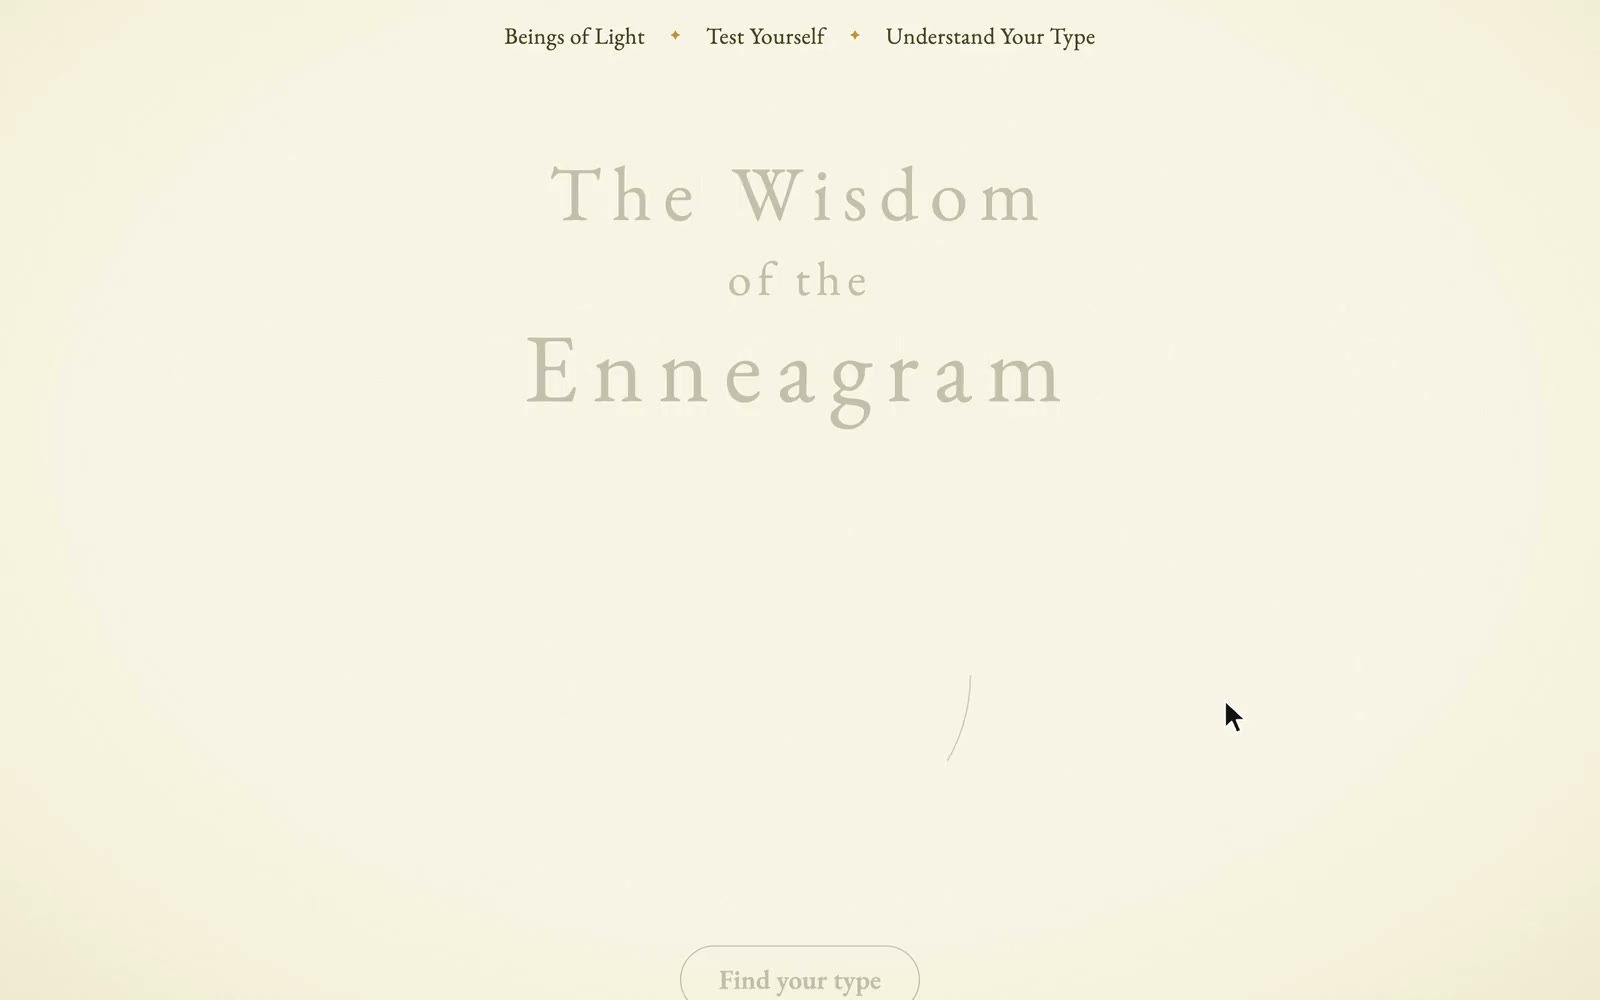 Beings of Light ✦ Test Yourself ✦ Understand Your Type
The Wisdom
of the
Enneagram
Find your type